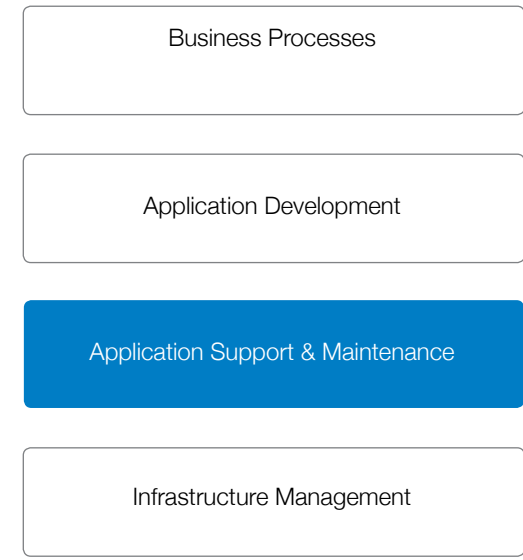 Business Processes
Application Development
Application Support & Maintenance
Infrastructure Management